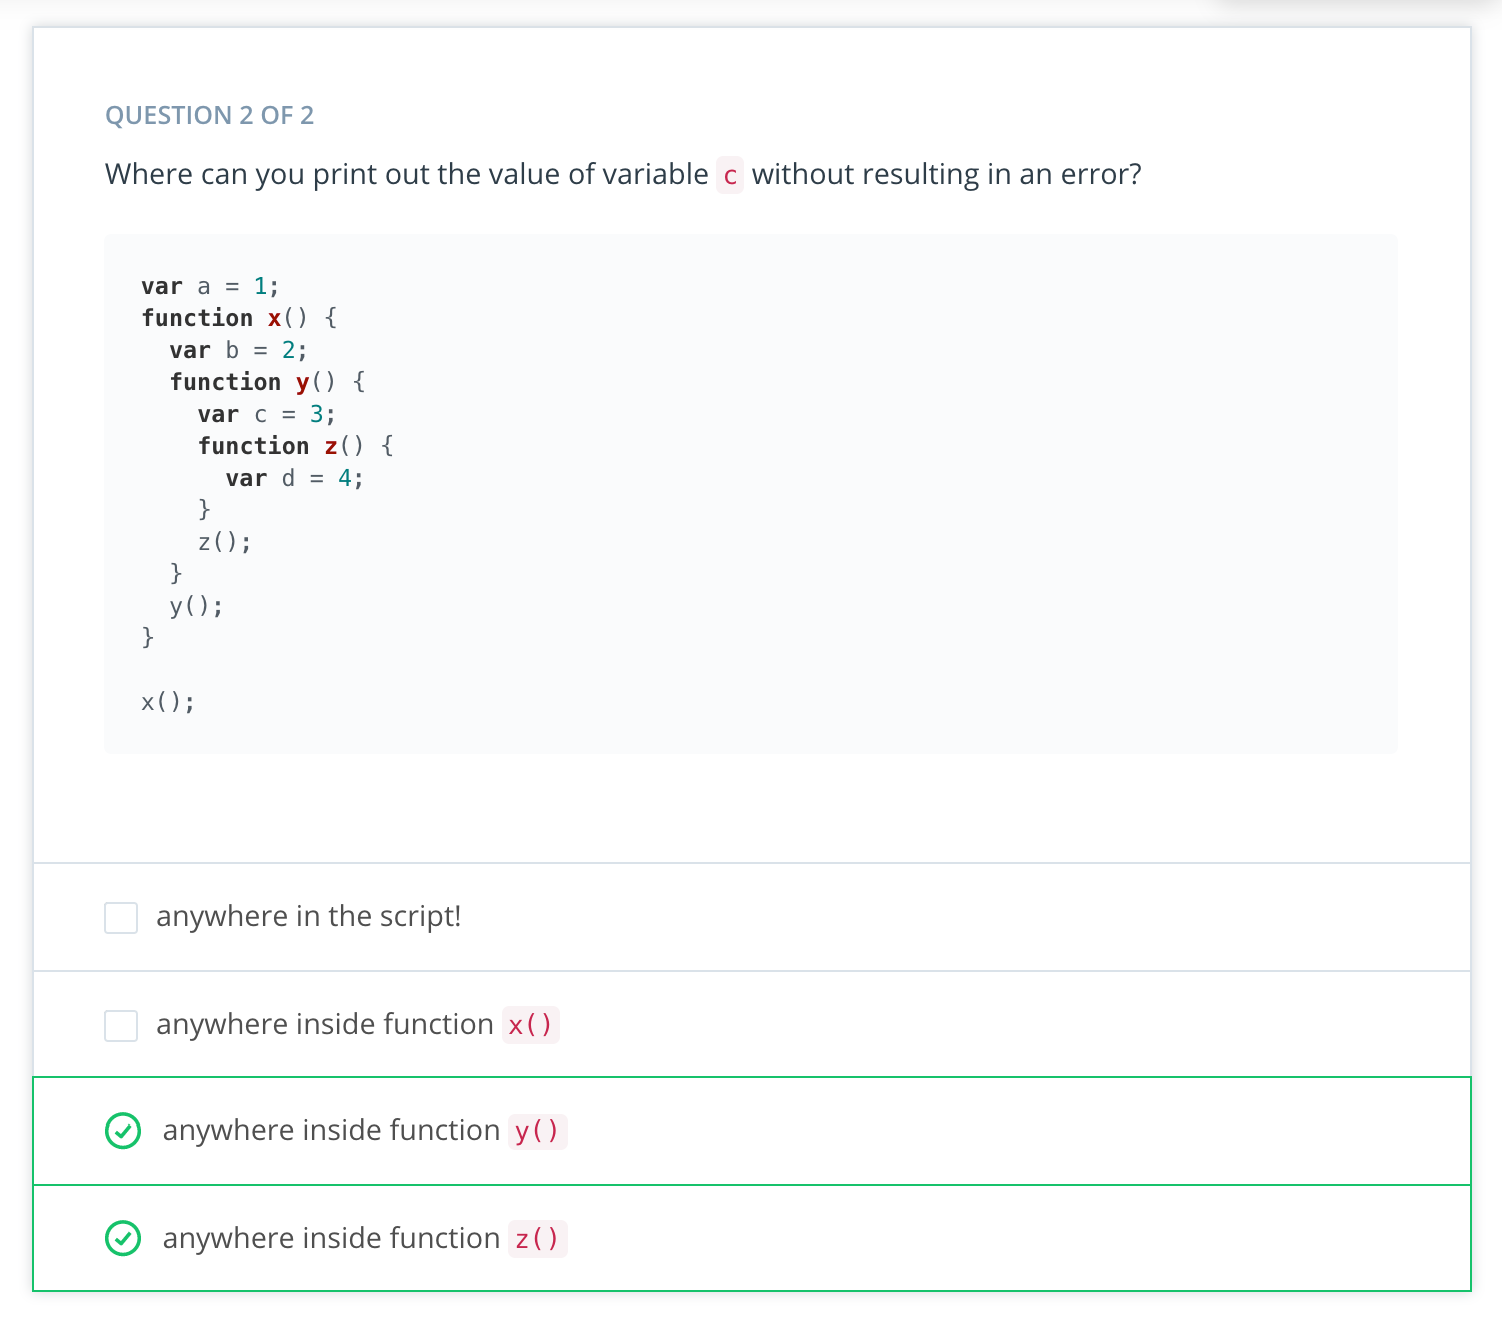 QUESTION 2 OF 2
Where can you print out the value of variable c without resulting in an error?
var a = 1;
function x() {
  var b = 2;
  function y() {
    var c = 3;
    function z() {
      var d = 4;
    }
    z();
  }
  y();
}
x();
anywhere in the script!
anywhere inside function x()
anywhere inside function y()
anywhere inside function z()